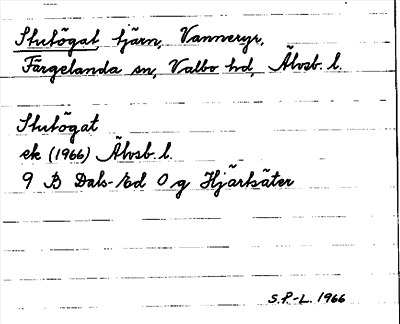 Stutögat tjärn, Vanneryr,
Färgelanda sn, Valbo hd, Älvsb. l.
Stutögat
ek (1966) Älvsb. l.
9 B Dals-Ed O g Hjärtsäter
S.P.-L. 1966